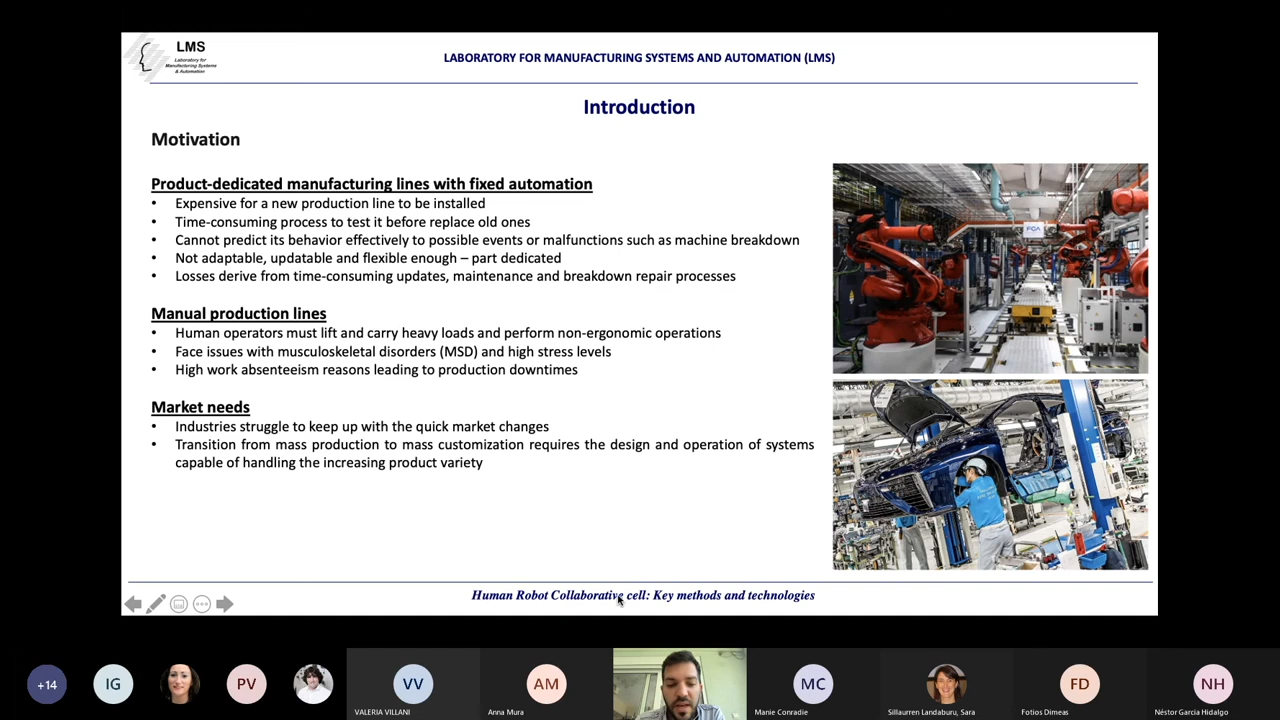 LMS
Laboratory for
Manufacturing Systems
& Automation
LABORATORY FOR MANUFACTURING SYSTEMS AND AUTOMATION (LMS)
Introduction
Motivation
Product-dedicated manufacturing lines with fixed automation
• Expensive for a new production line to be installed
• Time-consuming process to test it before replace old ones
• Cannot predict its behavior effectively to possible events or malfunctions such as machine breakdown
• Not adaptable, updatable and flexible enough – part dedicated
• Losses derive from time-consuming updates, maintenance and breakdown repair processes
Manual production lines
• Human operators must lift and carry heavy loads and perform non-ergonomic operations
• Face issues with musculoskeletal disorders (MSD) and high stress levels
• High work absenteeism reasons leading to production downtimes
Market needs
• Industries struggle to keep up with the quick market changes
• Transition from mass production to mass customization requires the design and operation of systems
capable of handling the increasing product variety
FCA
Human Robot Collaborative cell: Key methods and technologies
+14
IG
PV
VV
AM
MC
FD
NH
VALERIA VILLANI
Anna Mura
Manie Conradie
Sillaurren Landaburu, Sara
Fotios Dimeas
Néstor García Hidalgo